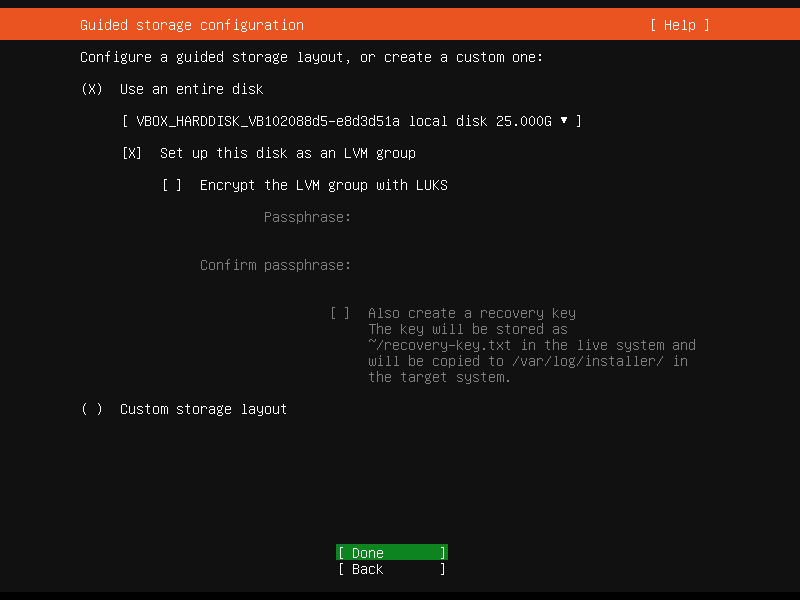 Guided storage configuration [ Help ]
Configure a guided storage layout, or create a custom one:
(X) Use an entire disk
[ VBOX_HARDDISK_VB102088d5-e8d3d51a local disk 25.000G ▾ ]
[X] Set up this disk as an LVM group
[ ] Encrypt the LVM group with LUKS
Passphrase:
Confirm passphrase:
[ ] Also create a recovery key
The key will be stored as
~/recovery-key.txt in the live system and
will be copied to /var/log/installer/ in
the target system.
( ) Custom storage layout
[ Done ]
[ Back ]